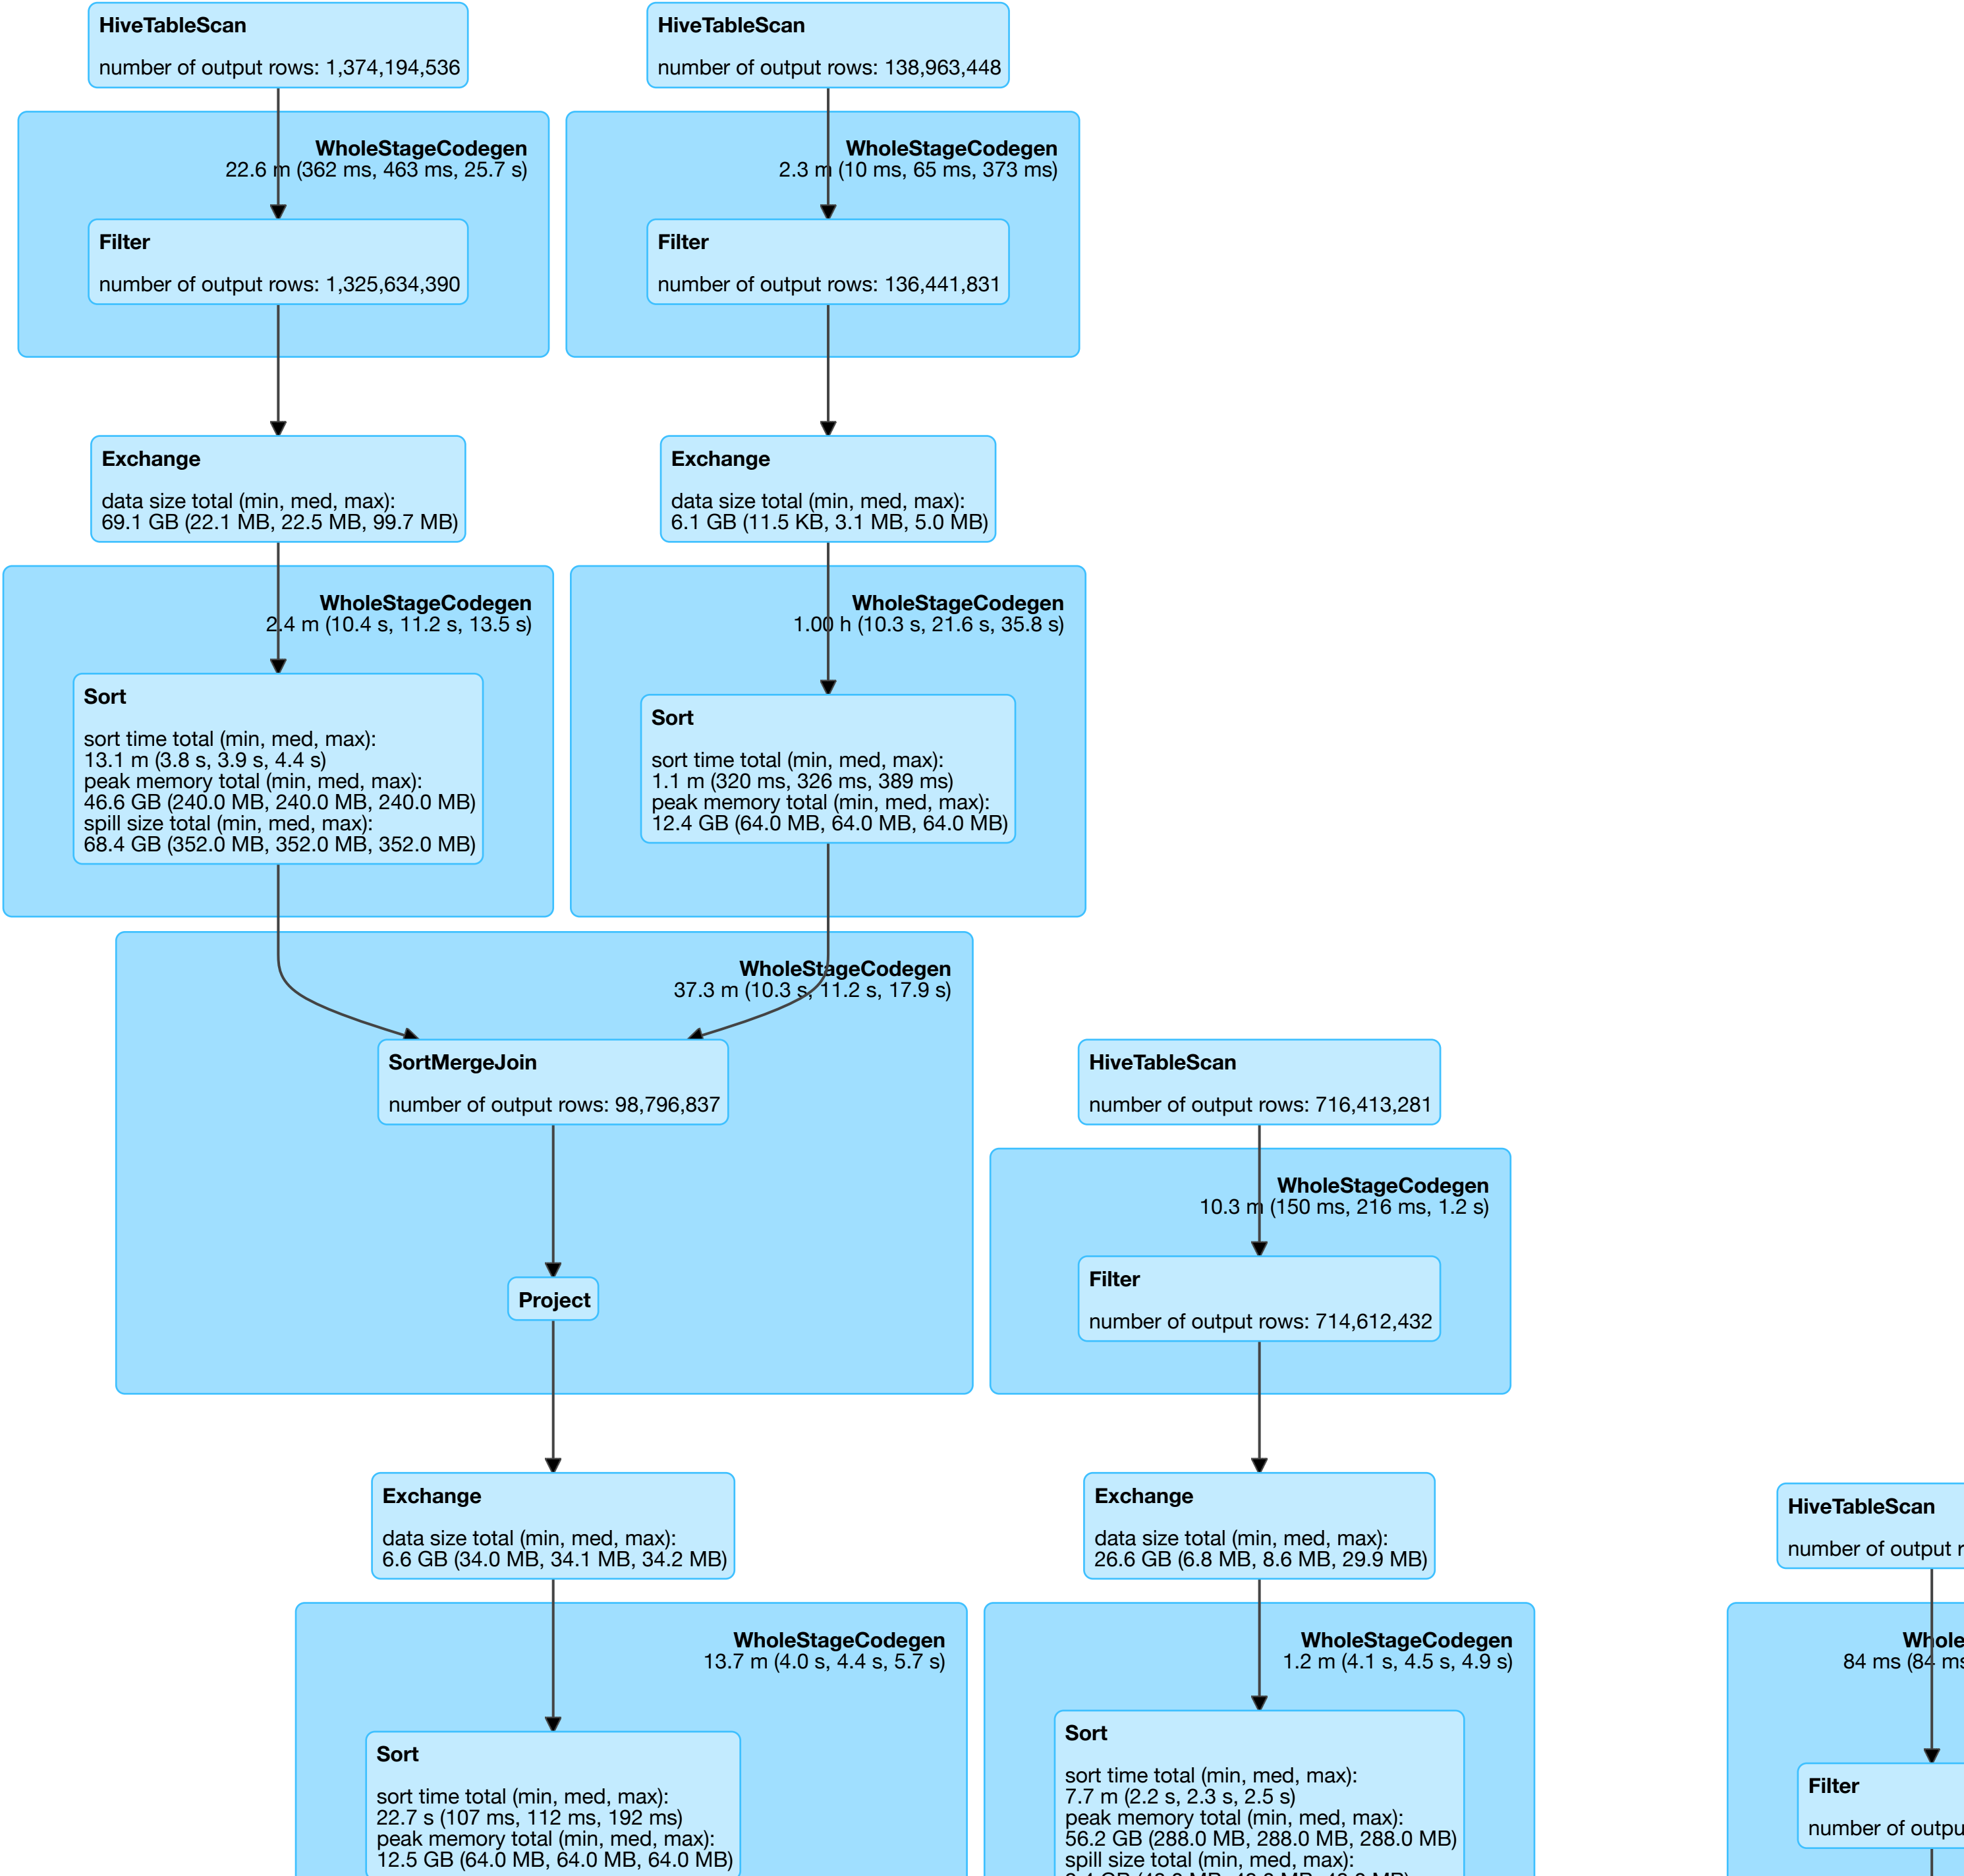 HiveTableScan
number of output rows: 1,374,194,536
HiveTableScan
number of output rows: 138,963,448
WholeStageCodegen
22.6 m (362 ms, 463 ms, 25.7 s)
WholeStageCodegen
2.3 m (10 ms, 65 ms, 373 ms)
Filter
number of output rows: 1,325,634,390
Filter
number of output rows: 136,441,831
Exchange
data size total (min, med, max):
69.1 GB (22.1 MB, 22.5 MB, 99.7 MB)
Exchange
data size total (min, med, max):
6.1 GB (11.5 KB, 3.1 MB, 5.0 MB)
WholeStageCodegen
2.4 m (10.4 s, 11.2 s, 13.5 s)
WholeStageCodegen
1.00 h (10.3 s, 21.6 s, 35.8 s)
Sort
sort time total (min, med, max):
13.1 m (3.8 s, 3.9 s, 4.4 s)
peak memory total (min, med, max):
46.6 GB (240.0 MB, 240.0 MB, 240.0 MB)
spill size total (min, med, max):
68.4 GB (352.0 MB, 352.0 MB, 352.0 MB)
Sort
sort time total (min, med, max):
1.1 m (320 ms, 326 ms, 389 ms)
peak memory total (min, med, max):
12.4 GB (64.0 MB, 64.0 MB, 64.0 MB)
WholeStageCodegen
37.3 m (10.3 s, 11.2 s, 17.9 s)
SortMergeJoin
number of output rows: 98,796,837
HiveTableScan
number of output rows: 716,413,281
WholeStageCodegen
10.3 m (150 ms, 216 ms, 1.2 s)
Project
Filter
number of output rows: 714,612,432
Exchange
data size total (min, med, max):
6.6 GB (34.0 MB, 34.1 MB, 34.2 MB)
Exchange
data size total (min, med, max):
26.6 GB (6.8 MB, 8.6 MB, 29.9 MB)
HiveTableScan
number of output
WholeStageCodegen
13.7 m (4.0 s, 4.4 s, 5.7 s)
WholeStageCodegen
1.2 m (4.1 s, 4.5 s, 4.9 s)
Whole
84 ms (84 ms
Sort
sort time total (min, med, max):
22.7 s (107 ms, 112 ms, 192 ms)
peak memory total (min, med, max):
12.5 GB (64.0 MB, 64.0 MB, 64.0 MB)
Sort
sort time total (min, med, max):
7.7 m (2.2 s, 2.3 s, 2.5 s)
peak memory total (min, med, max):
56.2 GB (288.0 MB, 288.0 MB, 288.0 MB)
spill size total (min, med, max):
Filter
number of outpu